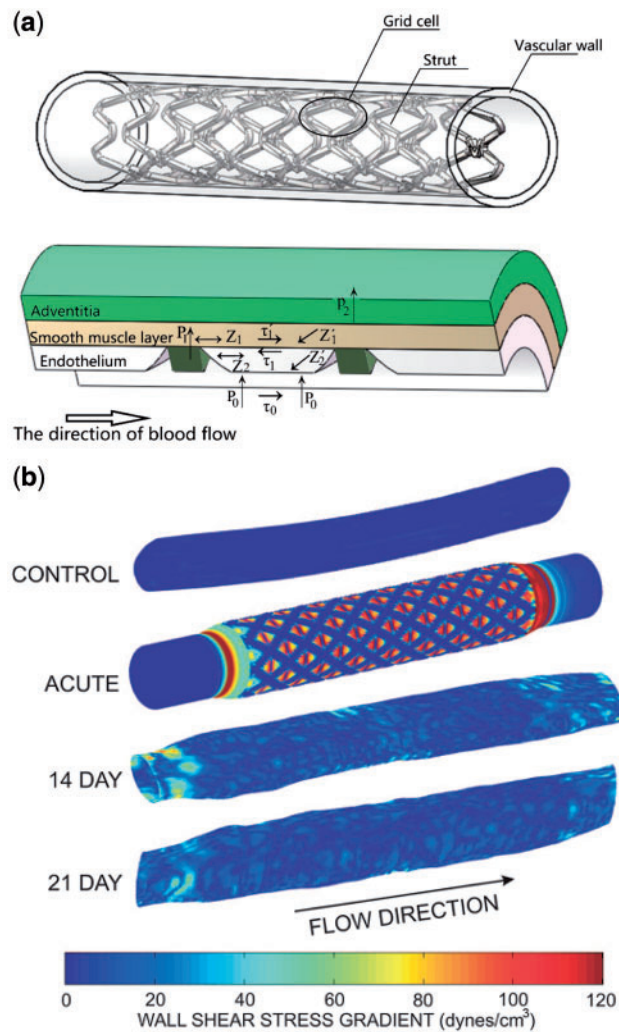 (a)
Grid cell
Strut
Vascular wall
Adventitia
P₂
Smooth muscle layer
P₁
Z₁
τ₁′
Z₁′
Endothelium
Z₂
τ₁
Z₂′
P₀
τ₀
P₀
The direction of blood flow
(b)
CONTROL
ACUTE
14 DAY
21 DAY
FLOW DIRECTION
0 20 40 60 80 100 120
WALL SHEAR STRESS GRADIENT (dynes/cm³)